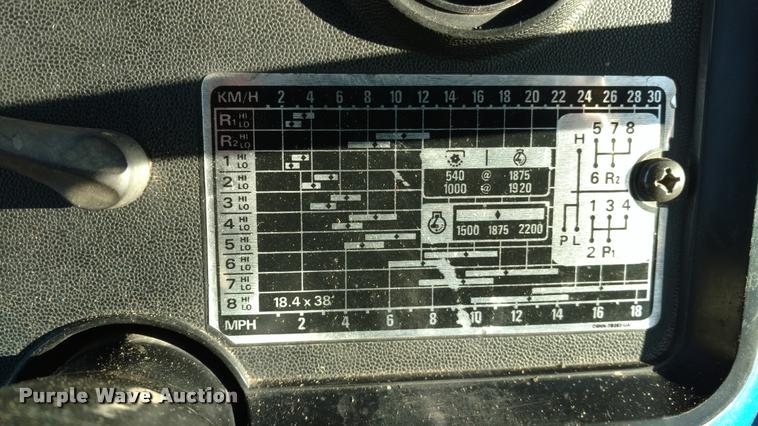 KM/H 2 4 6 8 10 12 14 16 18 20 22 24 26 28 30
R1 HI LO
R2 HI LO
1 HI LO
2 HI LO
3 HI LO
4 HI LO
5 HI LO
6 HI LO
7 HI LO
8 HI LO
540 @ 1875
1000 @ 1920
1500 1875 2200
5 7 8
H
6 R2
1 3 4
P L
2 R1
18.4 x 38"
MPH 2 4 6 8 10 12 14 16 18
Purple Wave Auction